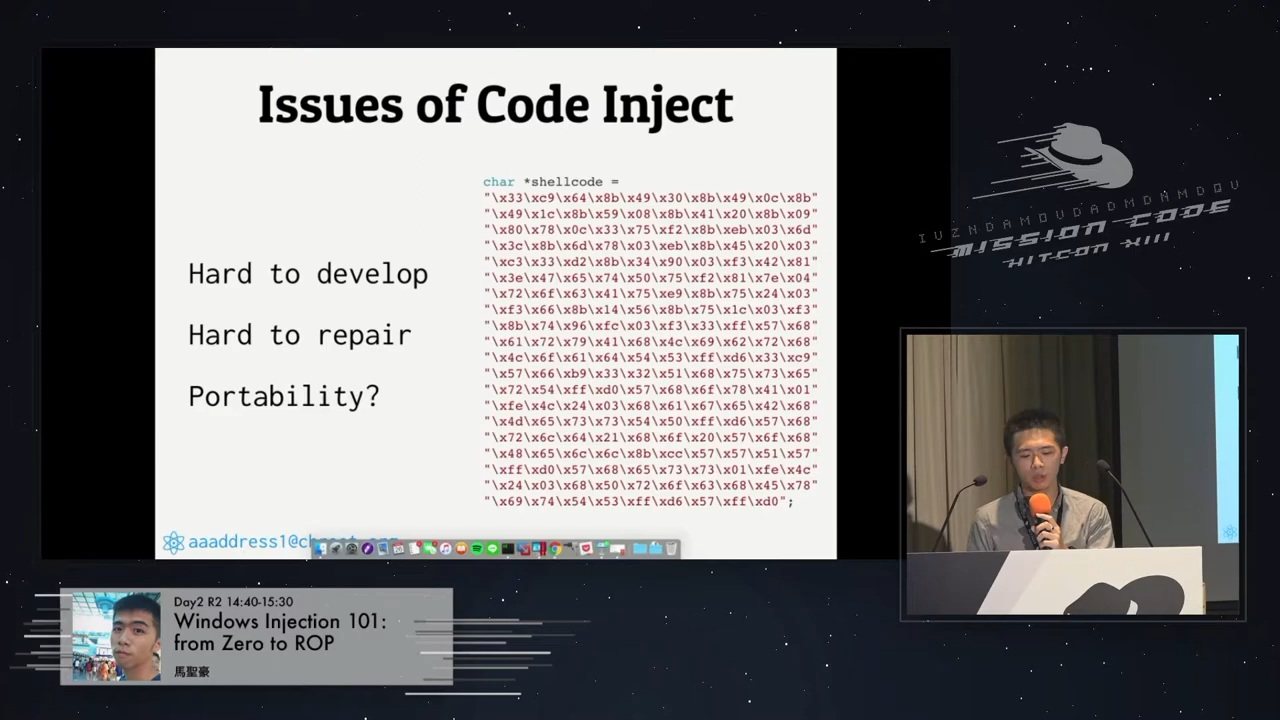 Issues of Code Inject
Hard to develop
Hard to repair
Portability?
char *shellcode =
"\x33\xc9\x64\x8b\x49\x30\x8b\x49\x0c\x8b"
"\x49\x1c\x8b\x59\x08\x8b\x41\x20\x8b\x09"
"\x80\x78\x0c\x33\x75\xf2\x8b\xeb\x03\x6d"
"\x3c\x8b\x6d\x78\x03\xeb\x8b\x45\x20\x03"
"\xc3\x33\xd2\x8b\x34\x90\x03\xf3\x42\x81"
"\x3e\x47\x65\x74\x50\x75\xf2\x81\x7e\x04"
"\x72\x6f\x63\x41\x75\xe9\x8b\x75\x24\x03"
"\xf3\x66\x8b\x14\x56\x8b\x75\x1c\x03\xf3"
"\x8b\x74\x96\xfc\x03\xf3\x33\xff\x57\x68"
"\x61\x72\x79\x41\x68\x4c\x69\x62\x72\x68"
"\x4c\x6f\x61\x64\x54\x53\xff\xd6\x33\xc9"
"\x57\x66\xb9\x33\x32\x51\x68\x75\x73\x65"
"\x72\x54\xff\xd0\x57\x68\x6f\x78\x41\x01"
"\xfe\x4c\x24\x03\x68\x61\x67\x65\x42\x68"
"\x4d\x65\x73\x73\x54\x50\xff\xd6\x57\x68"
"\x72\x6c\x64\x21\x68\x6f\x20\x57\x6f\x68"
"\x48\x65\x6c\x6c\x8b\xcc\x57\x57\x51\x57"
"\xff\xd0\x57\x68\x65\x73\x73\x01\xfe\x4c"
"\x24\x03\x68\x50\x72\x6f\x63\x68\x45\x78"
"\x69\x74\x54\x53\xff\xd6\x57\xff\xd0";
IVZNDAMOVDADMDNMDQV
MISSION CODE
HITCON XIII
Day2 R2 14:40-15:30
Windows Injection 101:
from Zero to ROP
馬聖豪